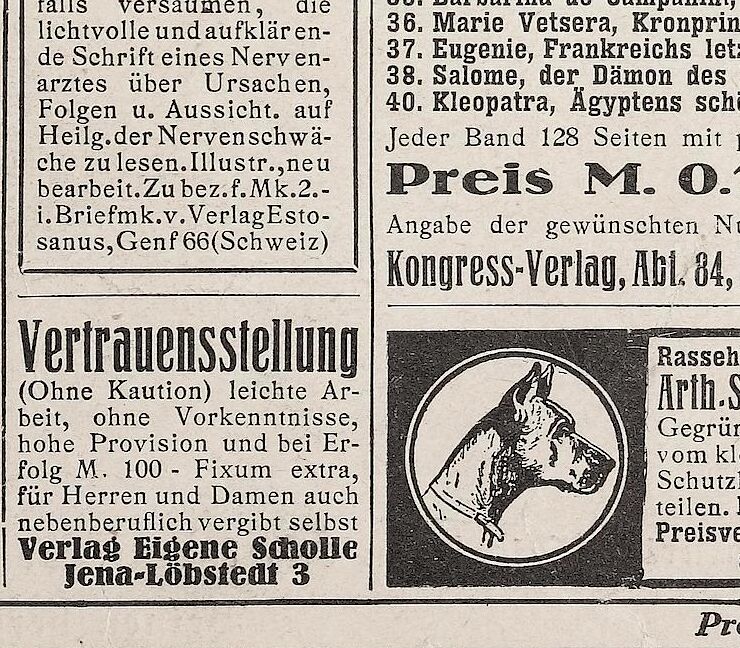 falls versäumen, die
lichtvolle und aufklären-
de Schrift eines Nerven-
arztes über Ursachen,
Folgen u. Aussicht. auf
Heilg. der Nervenschwä-
che zu lesen. Illustr., neu
bearbeit. Zu bez. f. Mk. 2.-
i. Briefmk. v. Verlag Esto-
sanus, Genf 66 (Schweiz)
Vertrauensstellung
(Ohne Kaution) leichte Ar-
beit, ohne Vorkenntnisse,
hohe Provision und bei Er-
folg M. 100 - Fixum extra,
für Herren und Damen auch
nebenberuflich vergibt selbst
Verlag Eigene Scholle
Jena-Löbstedt 3
36. Marie Vetsera, Kronprin
37. Eugenie, Frankreichs letz
38. Salome, der Dämon des
40. Kleopatra, Ägyptens schö
Jeder Band 128 Seiten mit
Preis M. 0.
Angabe der gewünschten Nu
Kongress-Verlag, Abt. 84,
Rasseh
Arth. S
Gegrün
vom kl
Schutzh
teilen.
Preisve
Pr